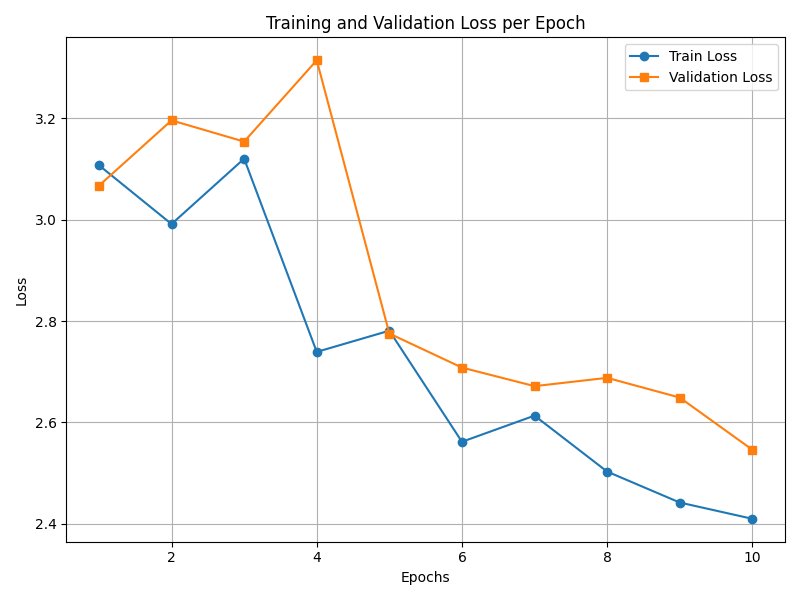 Training and Validation Loss per Epoch
Train Loss
Validation Loss
3.2
3.0
2.8
2.6
2.4
Loss
2 4 6 8 10
Epochs